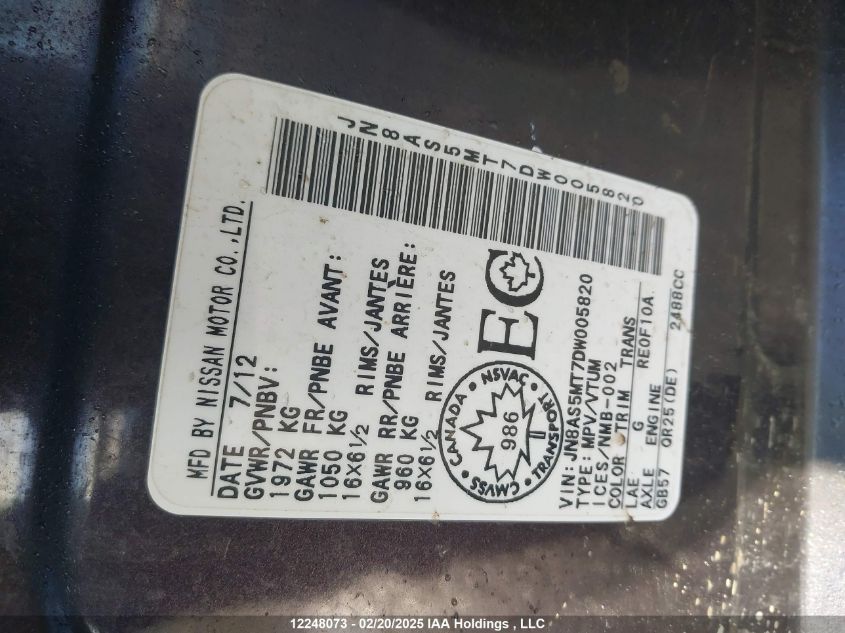 MFD BY NISSAN MOTOR CO.,LTD.
DATE 7/12
GVWR/PNBV:
1972 KG
GAWR FR/PNBE AVANT:
1050 KG
16X6½ RIMS/JANTES
GAWR RR/PNBE ARRIÈRE:
960 KG
16X6½ RIMS/JANTES
CANADA • NSVAC • TRANSPORT • CMVSS
986
EC
VIN: JN8AS5MT7DW005820
TYPE: MPV/VTUM
ICES/NMB-002
COLOR TRIM TRANS
LAE G RE0F10A
AXLE ENGINE
GB57 QR25(DE) 2488CC
JN8AS5MT7DW005820
12248073 - 02/20/2025 IAA Holdings , LLC